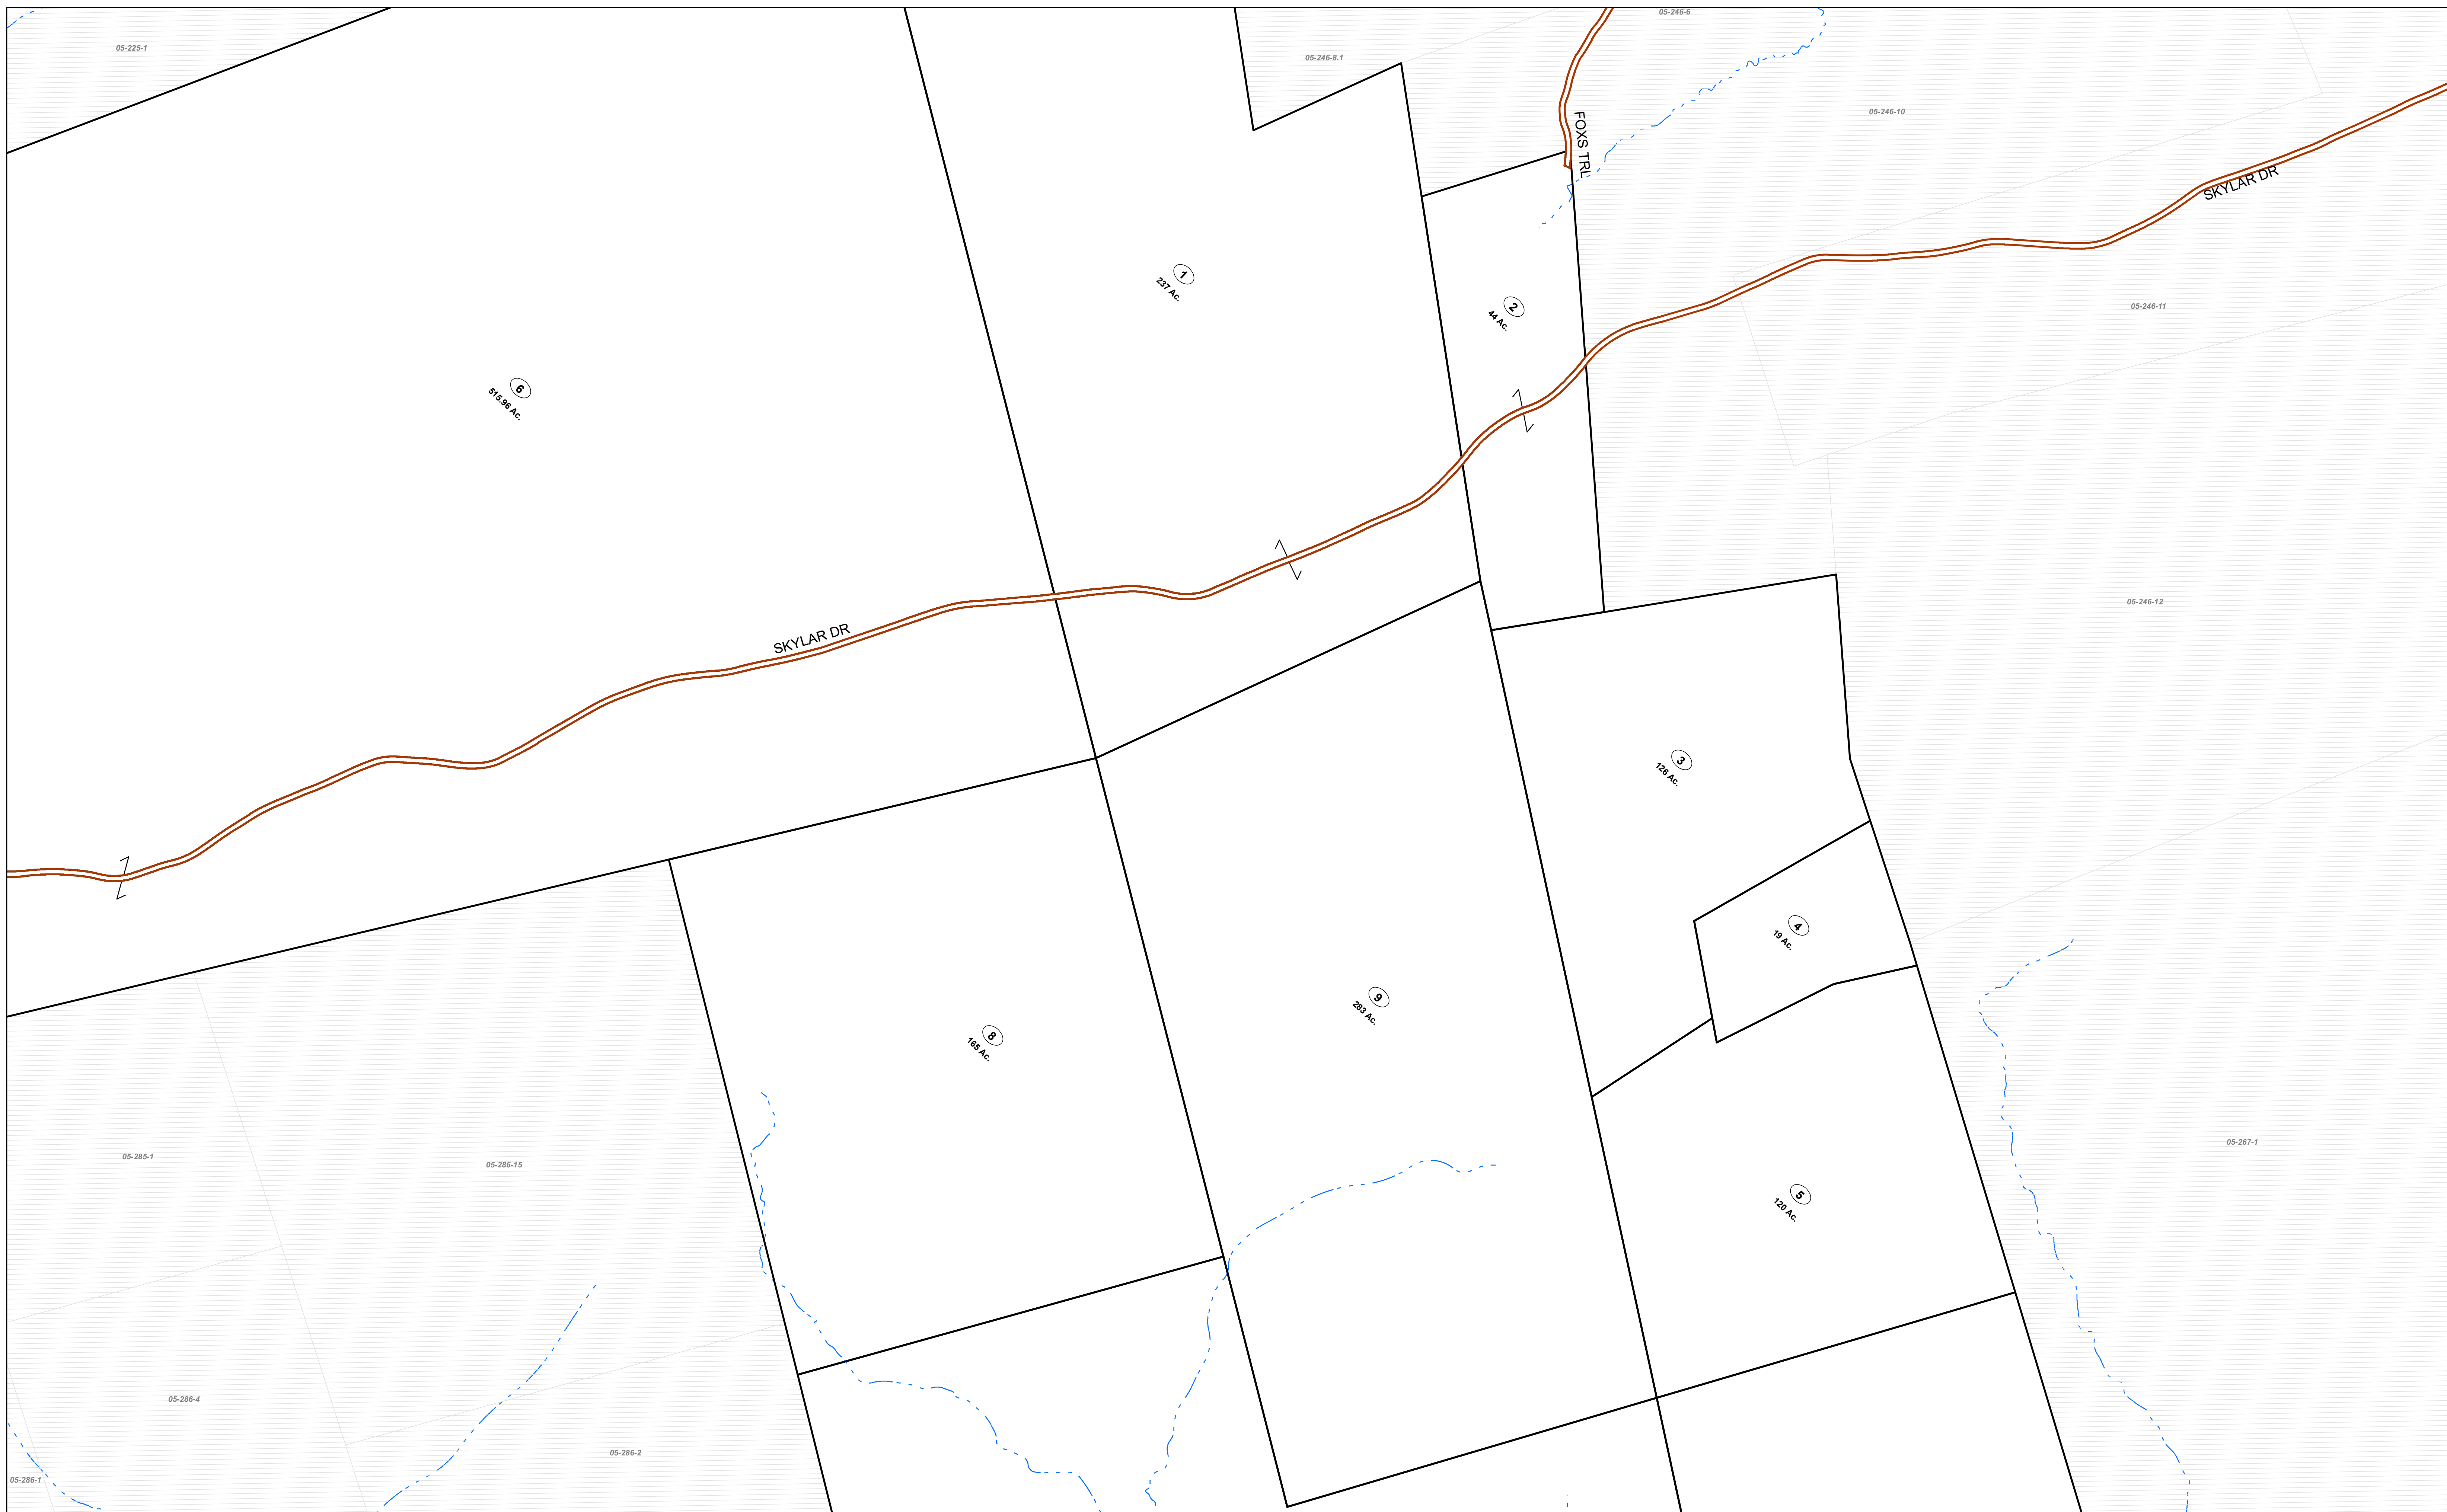 05-246-6
05-225-1
05-246-8.1
05-246-10
FOXS TRL
SKYLAR DR
1
237 Ac.
2
44 Ac.
05-246-11
6
515.96 Ac.
05-246-12
SKYLAR DR
3
126 Ac.
4
19 Ac.
9
283 Ac.
8
165 Ac.
05-267-1
05-285-1
05-286-15
5
120 Ac.
05-286-4
05-286-2
05-286-1